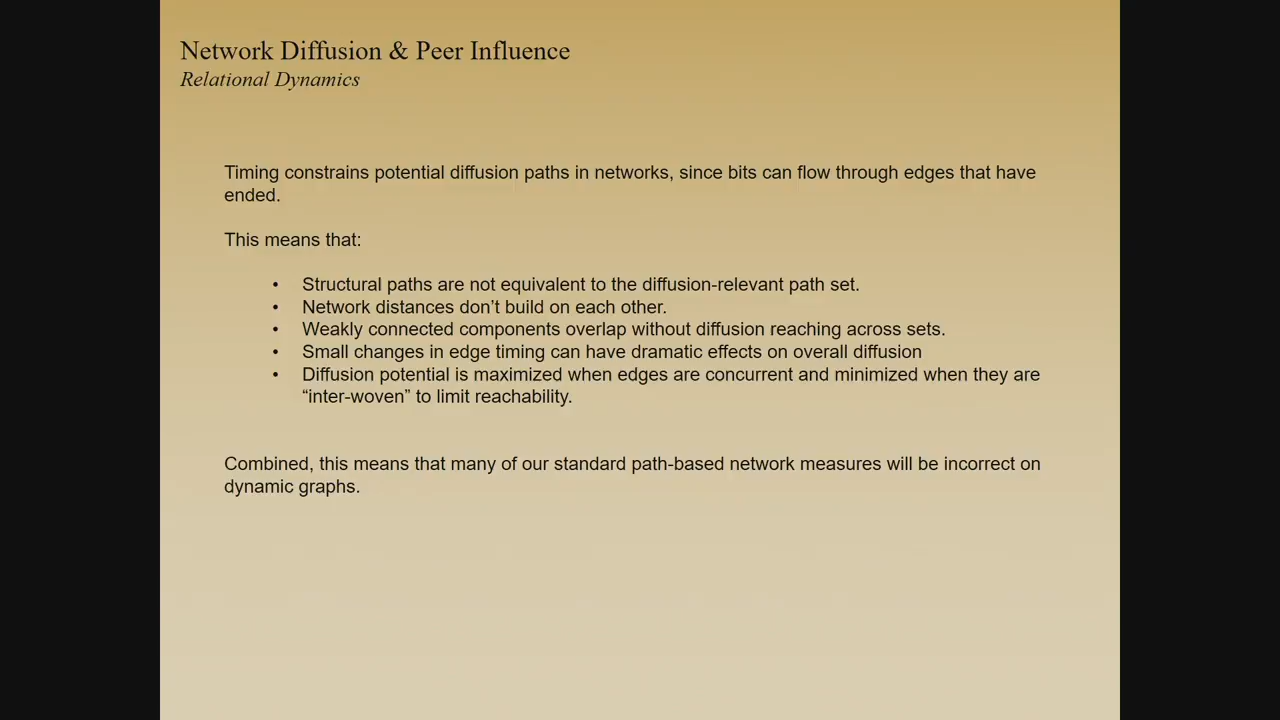 Network Diffusion & Peer Influence
Relational Dynamics
Timing constrains potential diffusion paths in networks, since bits can flow through edges that have
ended.
This means that:
• Structural paths are not equivalent to the diffusion-relevant path set.
• Network distances don’t build on each other.
• Weakly connected components overlap without diffusion reaching across sets.
• Small changes in edge timing can have dramatic effects on overall diffusion
• Diffusion potential is maximized when edges are concurrent and minimized when they are
“inter-woven” to limit reachability.
Combined, this means that many of our standard path-based network measures will be incorrect on
dynamic graphs.